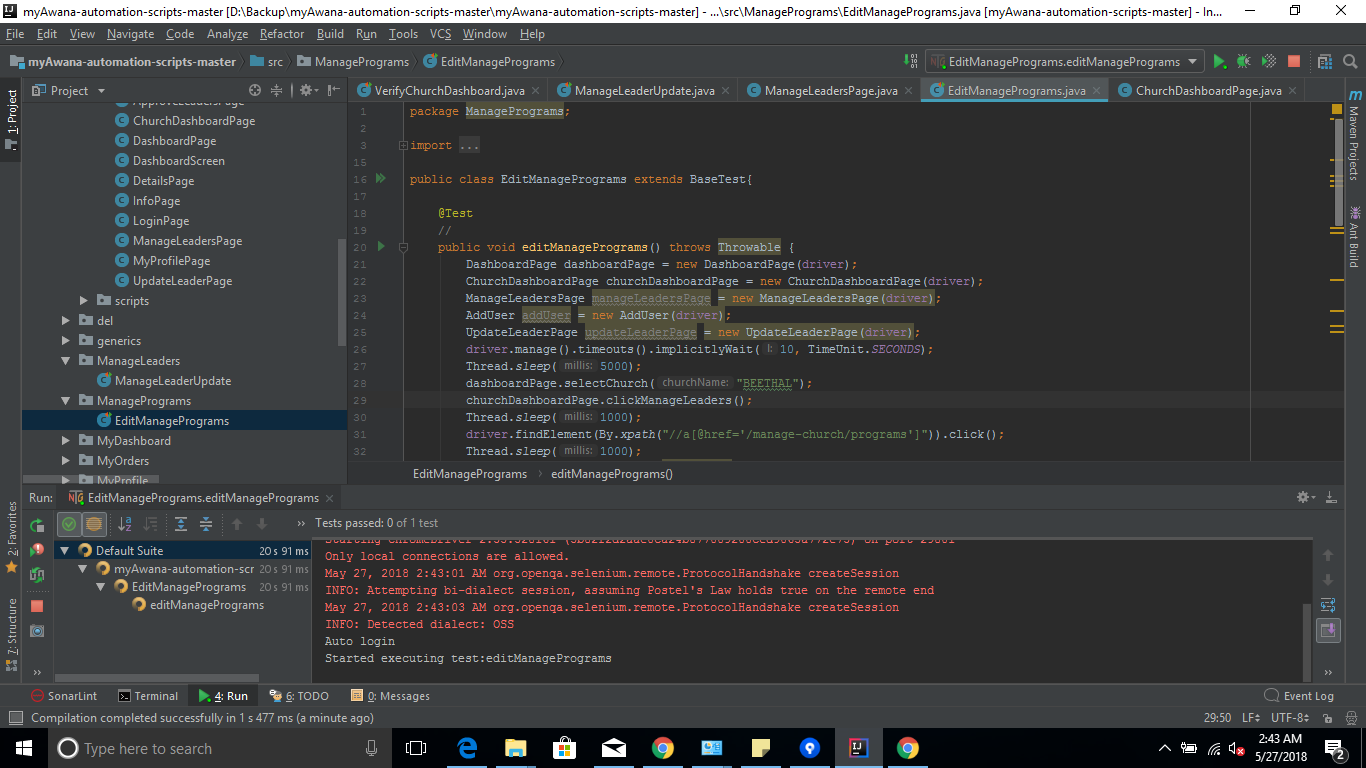 myAwana-automation-scripts-master [D:\Backup\myAwana-automation-scripts-master\myAwana-automation-scripts-master] - ...\src\ManagePrograms\EditManagePrograms.java [myAwana-automation-scripts-master] - In...
File Edit View Navigate Code Analyze Refactor Build Run Tools VCS Window Help
myAwana-automation-scripts-master src ManagePrograms EditManagePrograms EditManagePrograms.editManagePrograms
1: Project
Project
VerifyChurchDashboard.java ManageLeaderUpdate.java ManageLeadersPage.java EditManagePrograms.java ChurchDashboardPage.java
ApproveLeadersPage
ChurchDashboardPage
DashboardPage
DashboardScreen
DetailsPage
InfoPage
LoginPage
ManageLeadersPage
MyProfilePage
UpdateLeaderPage
scripts
del
generics
ManageLeaders
ManageLeaderUpdate
ManagePrograms
EditManagePrograms
MyDashboard
MyOrders
MyProfile
1 package ManagePrograms;
2
3 import ...
15
16 public class EditManagePrograms extends BaseTest{
17
18 @Test
19 //
20 public void editManagePrograms() throws Throwable {
21 DashboardPage dashboardPage = new DashboardPage(driver);
22 ChurchDashboardPage churchDashboardPage = new ChurchDashboardPage(driver);
23 ManageLeadersPage manageLeadersPage = new ManageLeadersPage(driver);
24 AddUser addUser = new AddUser(driver);
25 UpdateLeaderPage updateLeaderPage = new UpdateLeaderPage(driver);
26 driver.manage().timeouts().implicitlyWait( l: 10, TimeUnit.SECONDS);
27 Thread.sleep( millis: 5000);
28 dashboardPage.selectChurch( churchName: "BEETHAL");
29 churchDashboardPage.clickManageLeaders();
30 Thread.sleep( millis: 1000);
31 driver.findElement(By.xpath("//a[@href='/manage-church/programs']")).click();
32 Thread.sleep( millis: 1000);
EditManagePrograms editManagePrograms()
Maven Projects
Ant Build
2: Favorites
7: Structure
Run: EditManagePrograms.editManagePrograms
Tests passed: 0 of 1 test
Default Suite 20 s 91 ms
myAwana-automation-scr 20 s 91 ms
EditManagePrograms 20 s 91 ms
editManagePrograms
Only local connections are allowed.
May 27, 2018 2:43:01 AM org.openqa.selenium.remote.ProtocolHandshake createSession
INFO: Attempting bi-dialect session, assuming Postel's Law holds true on the remote end
May 27, 2018 2:43:03 AM org.openqa.selenium.remote.ProtocolHandshake createSession
INFO: Detected dialect: OSS
Auto login
Started executing test:editManagePrograms
SonarLint Terminal 4: Run 6: TODO 0: Messages Event Log
Compilation completed successfully in 1 s 477 ms (a minute ago) 29:50 LF UTF-8
Type here to search
2:43 AM
5/27/2018
2